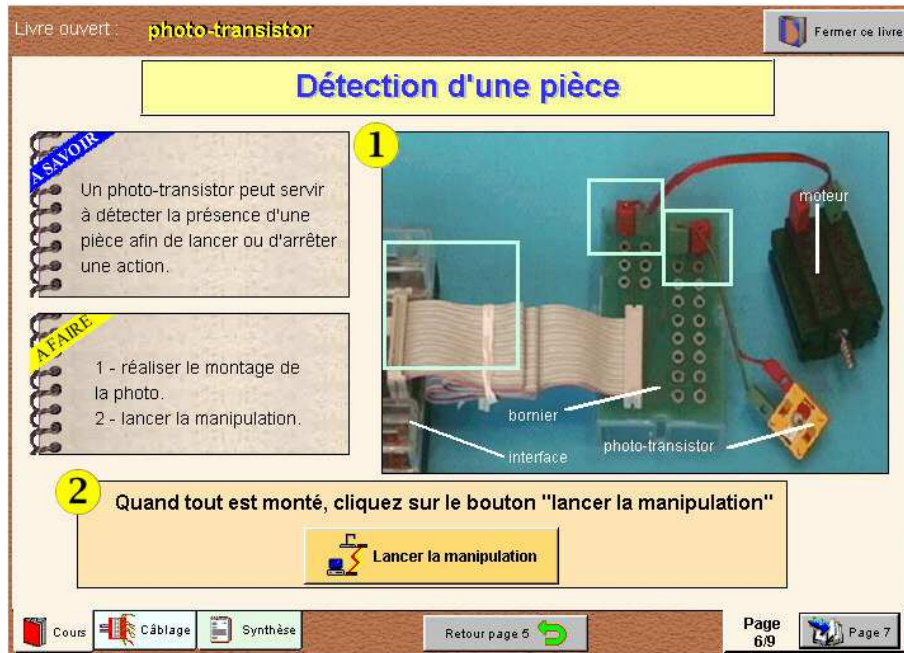 Livre ouvert : photo-transistor
Fermer ce livre
Détection d'une pièce
A SAVOIR
Un photo-transistor peut servir
à détecter la présence d'une
pièce afin de lancer ou d'arrêter
une action.
1
moteur
bornier
photo-transistor
interface
A FAIRE
1 - réaliser le montage de
la photo.
2 - lancer la manipulation.
2
Quand tout est monté, cliquez sur le bouton "lancer la manipulation"
Lancer la manipulation
Cours
Câblage
Synthèse
Retour page 5
Page
6/9
Page 7